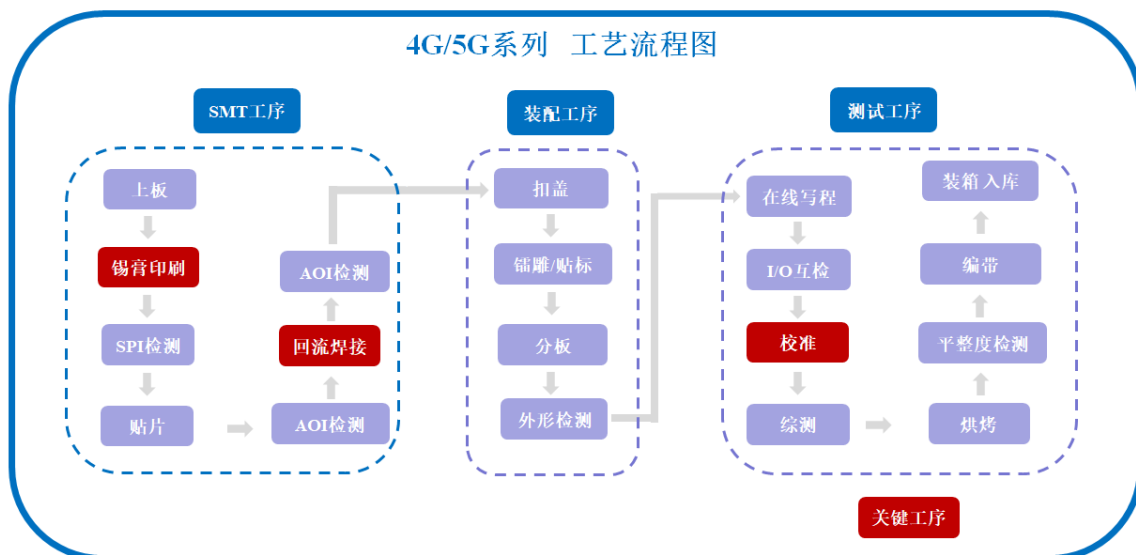 4G/5G系列 工艺流程图
SMT工序
上板
锡膏印刷
SPI检测
贴片
AOI检测
回流焊接
AOI检测
装配工序
扣盖
镭雕/贴标
分板
外形检测
测试工序
在线写程
I/O互检
校准
综测
烘烤
平整度检测
编带
装箱入库
关键工序